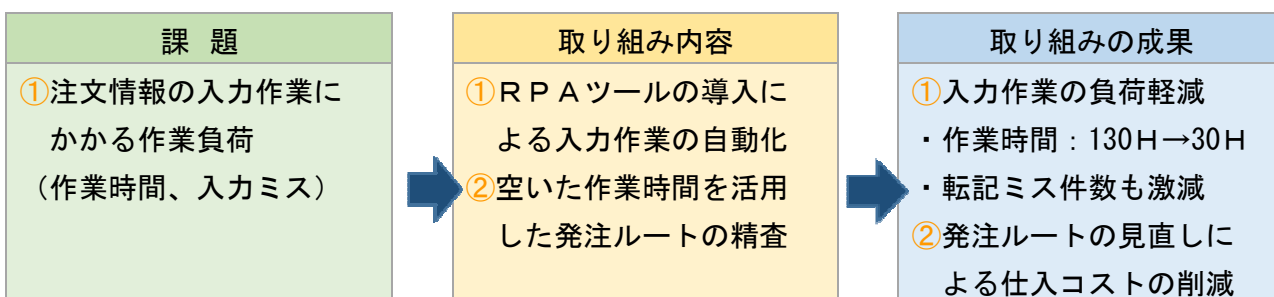 課 題
①注文情報の入力作業に
かかる作業負荷
（作業時間、入力ミス）
取り組み内容
①ＲＰＡツールの導入に
よる入力作業の自動化
②空いた作業時間を活用
した発注ルートの精査
取り組みの成果
①入力作業の負荷軽減
・作業時間：130H→30H
・転記ミス件数も激減
②発注ルートの見直しに
よる仕入コストの削減